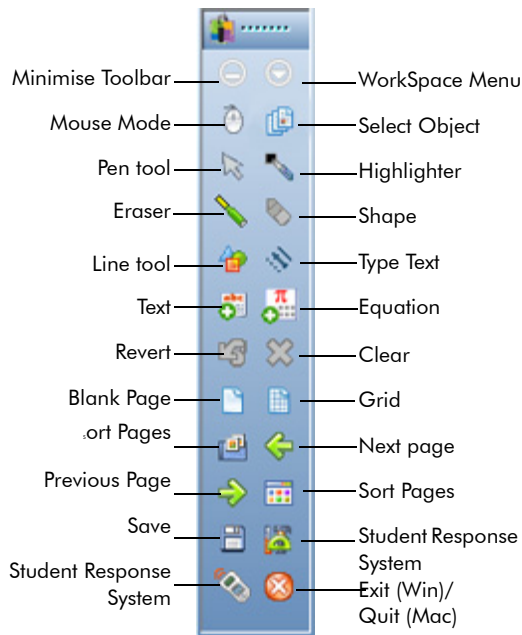 Minimise Toolbar
WorkSpace Menu
Mouse Mode
Select Object
Pen tool
Highlighter
Eraser
Shape
Line tool
Type Text
abc
π
Text
Equation
Revert
Clear
Blank Page
Grid
ort Pages
Next page
Previous Page
Sort Pages
Save
Student Response
System
Student Response
System
Exit (Win)/
Quit (Mac)